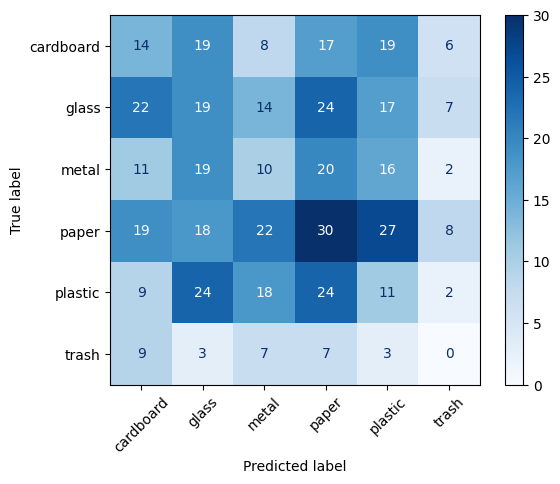 True label
cardboard 14 19 8 17 19 6
glass 22 19 14 24 17 7
metal 11 19 10 20 16 2
paper 19 18 22 30 27 8
plastic 9 24 18 24 11 2
trash 9 3 7 7 3 0
cardboard glass metal paper plastic trash
Predicted label
30
25
20
15
10
5
0